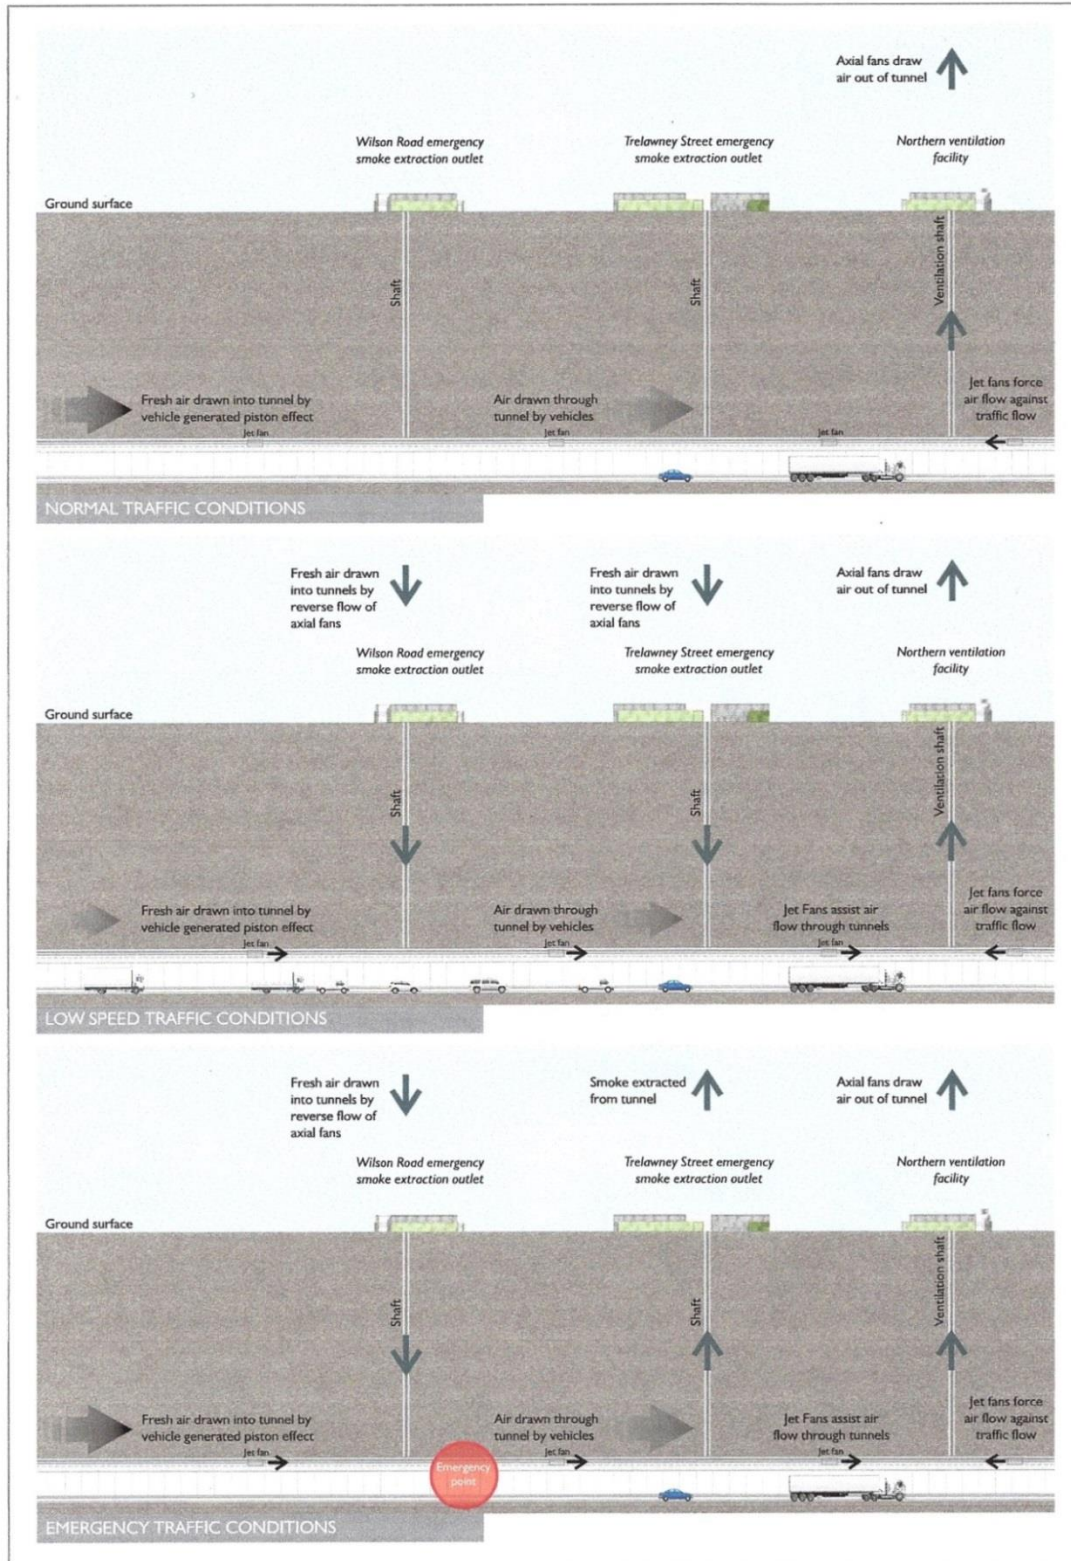 Axial fans draw
air out of tunnel
Wilson Road emergency
smoke extraction outlet
Trelawney Street emergency
smoke extraction outlet
Northern ventilation
facility
Ground surface
Shaft
Shaft
Ventilation shaft
Fresh air drawn into tunnel by
vehicle generated piston effect
Air drawn through
tunnel by vehicles
Jet fans force
air flow against
traffic flow
Jet fan
Jet fan
Jet fan
NORMAL TRAFFIC CONDITIONS
Fresh air drawn
into tunnels by
reverse flow of
axial fans
Fresh air drawn
into tunnels by
reverse flow of
axial fans
Axial fans draw
air out of tunnel
Wilson Road emergency
smoke extraction outlet
Trelawney Street emergency
smoke extraction outlet
Northern ventilation
facility
Ground surface
Shaft
Shaft
Ventilation shaft
Fresh air drawn into tunnel by
vehicle generated piston effect
Air drawn through
tunnel by vehicles
Jet Fans assist air
flow through tunnels
Jet fans force
air flow against
traffic flow
Jet fan
Jet fan
Jet fan
LOW SPEED TRAFFIC CONDITIONS
Fresh air drawn
into tunnels by
reverse flow of
axial fans
Smoke extracted
from tunnel
Axial fans draw
air out of tunnel
Wilson Road emergency
smoke extraction outlet
Trelawney Street emergency
smoke extraction outlet
Northern ventilation
facility
Ground surface
Shaft
Shaft
Ventilation shaft
Fresh air drawn into tunnel by
vehicle generated piston effect
Air drawn through
tunnel by vehicles
Jet Fans assist air
flow through tunnels
Jet fans force
air flow against
traffic flow
Jet fan
Jet fan
Jet fan
Emergency
point
EMERGENCY TRAFFIC CONDITIONS